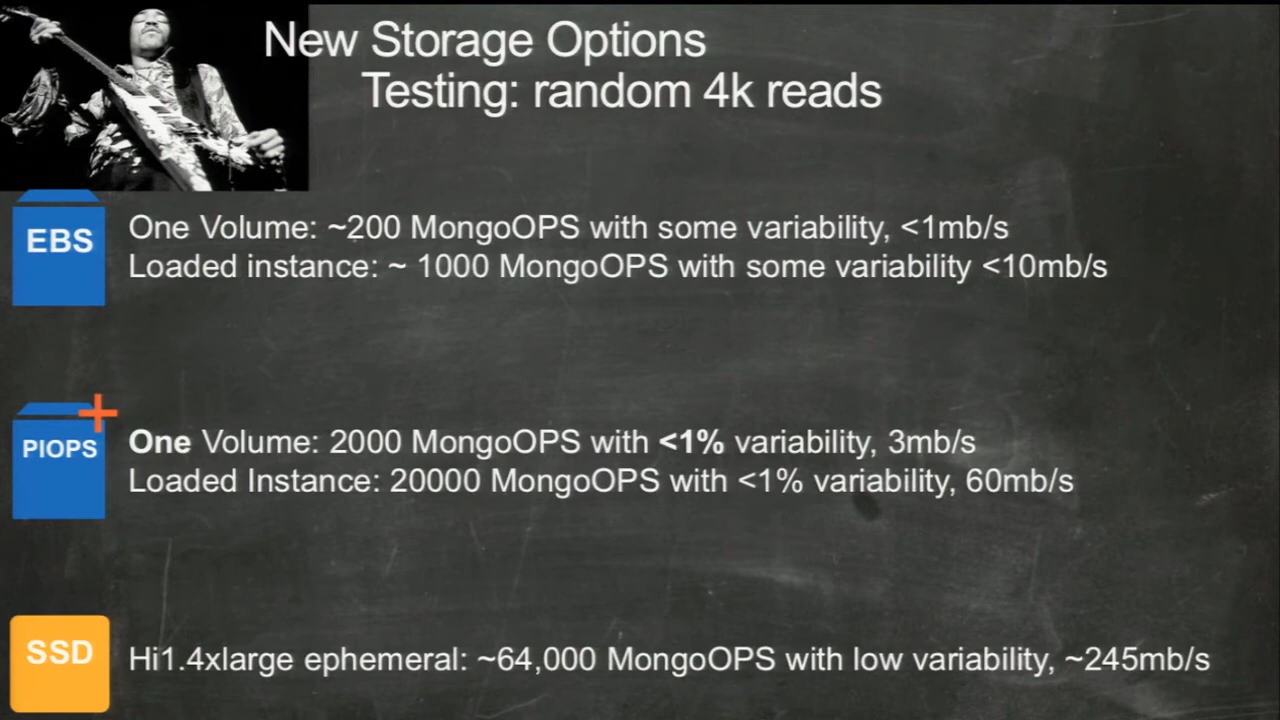 New Storage Options
Testing: random 4k reads
EBS
One Volume: ~200 MongoOPS with some variability, <1mb/s
Loaded instance: ~ 1000 MongoOPS with some variability <10mb/s
PIOPS
One Volume: 2000 MongoOPS with <1% variability, 3mb/s
Loaded Instance: 20000 MongoOPS with <1% variability, 60mb/s
SSD
Hi1.4xlarge ephemeral: ~64,000 MongoOPS with low variability, ~245mb/s